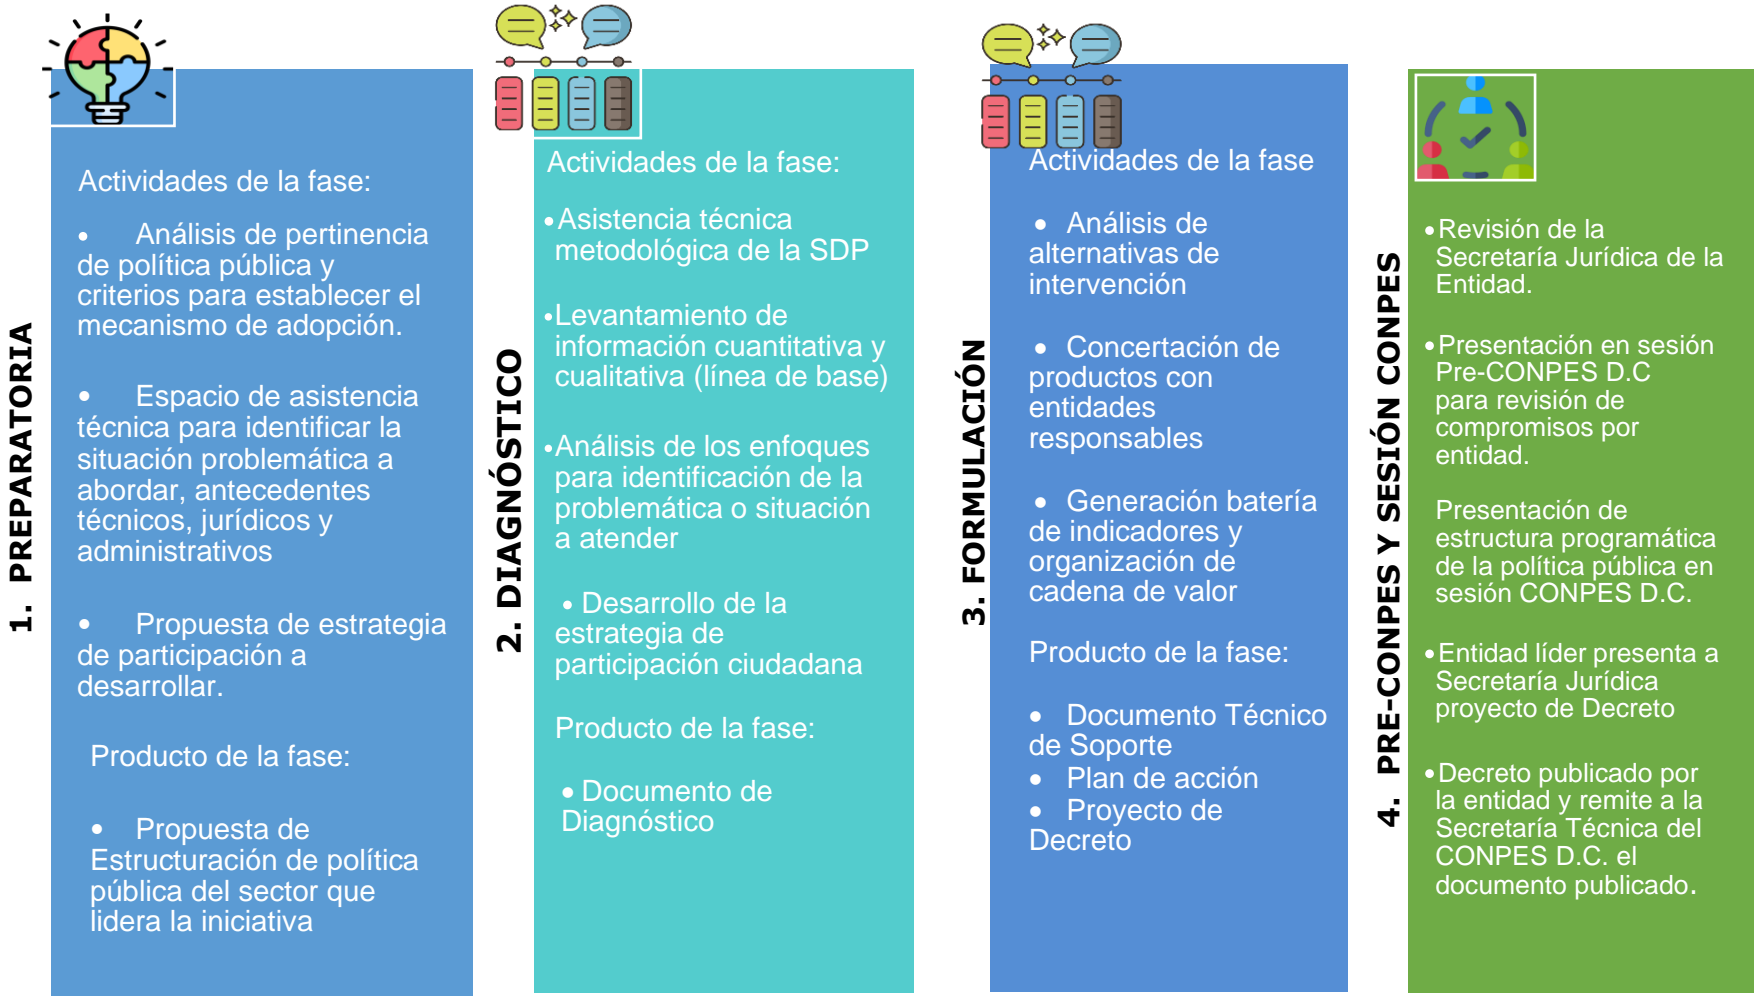 1. PREPARATORIA
Actividades de la fase:
• Análisis de pertinencia
de política pública y
criterios para establecer el
mecanismo de adopción.
• Espacio de asistencia
técnica para identificar la
situación problemática a
abordar, antecedentes
técnicos, jurídicos y
administrativos
• Propuesta de estrategia
de participación a
desarrollar.
Producto de la fase:
• Propuesta de
Estructuración de política
pública del sector que
lidera la iniciativa
2. DIAGNÓSTICO
Actividades de la fase:
•Asistencia técnica
metodológica de la SDP
•Levantamiento de
información cuantitativa y
cualitativa (línea de base)
•Análisis de los enfoques
para identificación de la
problemática o situación
a atender
• Desarrollo de la
estrategia de
participación ciudadana
Producto de la fase:
• Documento de
Diagnóstico
3. FORMULACIÓN
Actividades de la fase
• Análisis de
alternativas de
intervención
• Concertación de
productos con
entidades
responsables
• Generación batería
de indicadores y
organización de
cadena de valor
Producto de la fase:
• Documento Técnico
de Soporte
• Plan de acción
• Proyecto de
Decreto
4. PRE-CONPES Y SESIÓN CONPES
•Revisión de la
Secretaría Jurídica de la
Entidad.
•Presentación en sesión
Pre-CONPES D.C
para revisión de
compromisos por
entidad.
Presentación de
estructura programática
de la política pública en
sesión CONPES D.C.
•Entidad líder presenta a
Secretaría Jurídica
proyecto de Decreto
•Decreto publicado por
la entidad y remite a la
Secretaría Técnica del
CONPES D.C. el
documento publicado.